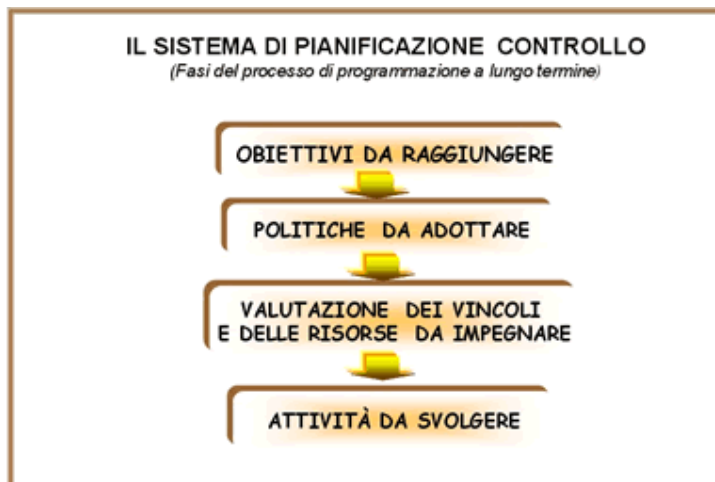 IL SISTEMA DI PIANIFICAZIONE CONTROLLO
(Fasi del processo di programmazione a lungo termine)
OBIETTIVI DA RAGGIUNGERE
POLITICHE DA ADOTTARE
VALUTAZIONE DEI VINCOLI
E DELLE RISORSE DA IMPEGNARE
ATTIVITÀ DA SVOLGERE